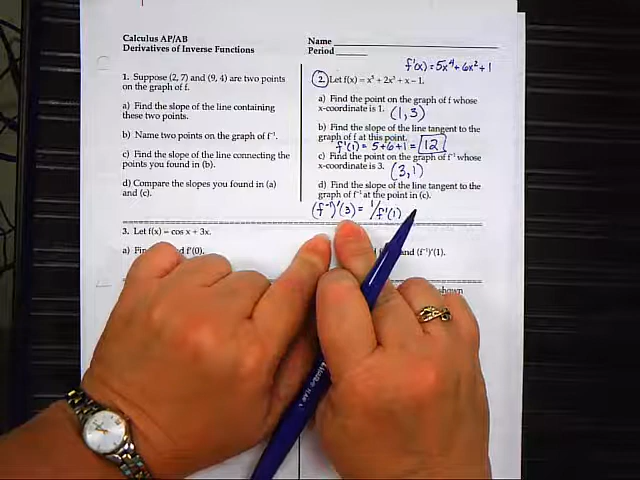 Calculus AP/AB
Derivatives of Inverse Functions
Name
Period
1. Suppose (2, 7) and (9, 4) are two points
on the graph of f.
a) Find the slope of the line containing
these two points.
b) Name two points on the graph of f⁻¹.
c) Find the slope of the line connecting the
points you found in (b).
d) Compare the slopes you found in (a)
and (c).
f'(x) = 5x⁴ + 6x² + 1
2 Let f(x) = x⁵ + 2x³ + x – 1.
a) Find the point on the graph of f whose
x-coordinate is 1. (1, 3)
b) Find the slope of the line tangent to the
graph of f at this point.
f'(1) = 5 + 6 + 1 = 12
c) Find the point on the graph of f⁻¹ whose
x-coordinate is 3. (3, 1)
d) Find the slope of the line tangent to the
graph of f⁻¹ at the point in (c).
(f⁻¹)'(3) = 1/f'(1)
3. Let f(x) = cos x + 3x.
a) f'(0).
and (f⁻¹)'(1).
shown